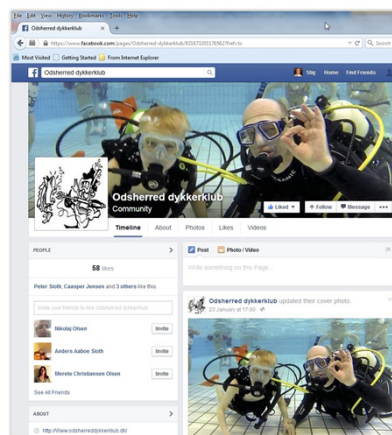 File Edit View History Bookmarks Tools Help
Odsherred dykkerklub
https://www.facebook.com/pages/Odsherred-dykkerklub/
Search
Most Visited Getting Started From Internet Explorer
Odsherred dykkerklub
Stig Home Find Friends
Odsherred dykkerklub
Community
Liked Follow Message
Timeline About Photos Likes Videos
PEOPLE
58 likes
Peter Sloth, Caasper Jensen and 3 others like this.
Invite your friends to like Odsherred dykkerklub
Nikolaj Olsen Invite
Anders Aaboe Sloth Invite
Merete Christiansen Olsen Invite
See All Friends
ABOUT
http://www.odsherreddykkerklub.dk/
Post Photo / Video
Write something on this Page...
Odsherred dykkerklub updated their cover photo.
23 January at 17:00